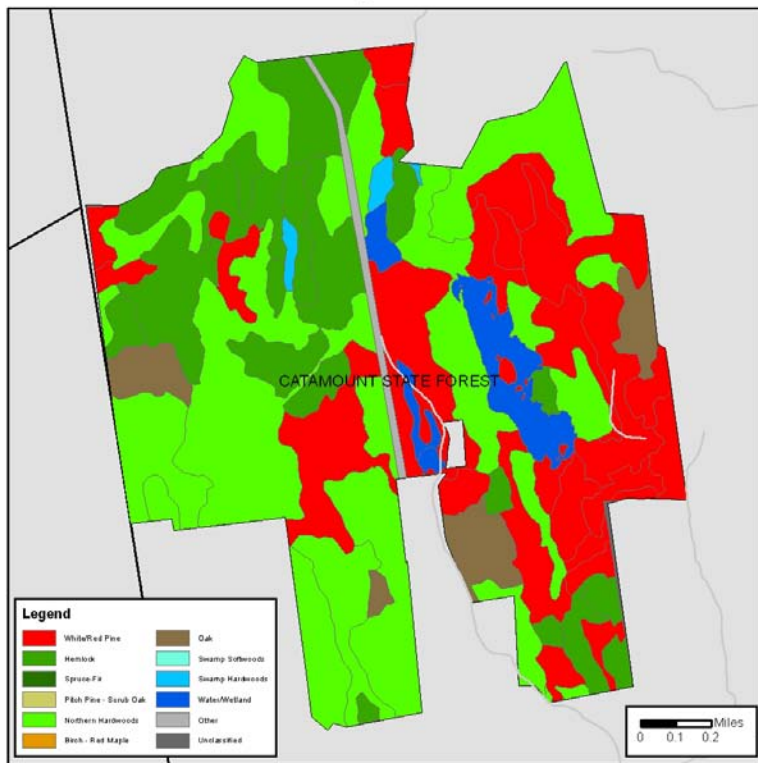 CATAMOUNT STATE FOREST
Legend
White/Red Pine
Hemlock
Spruce-Fir
Pitch Pine - Scrub Oak
Northern Hardwoods
Birch - Red Maple
Oak
Swamp Softwoods
Swamp Hardwoods
Water/Wetland
Other
Unclassified
Miles
0 0.1 0.2